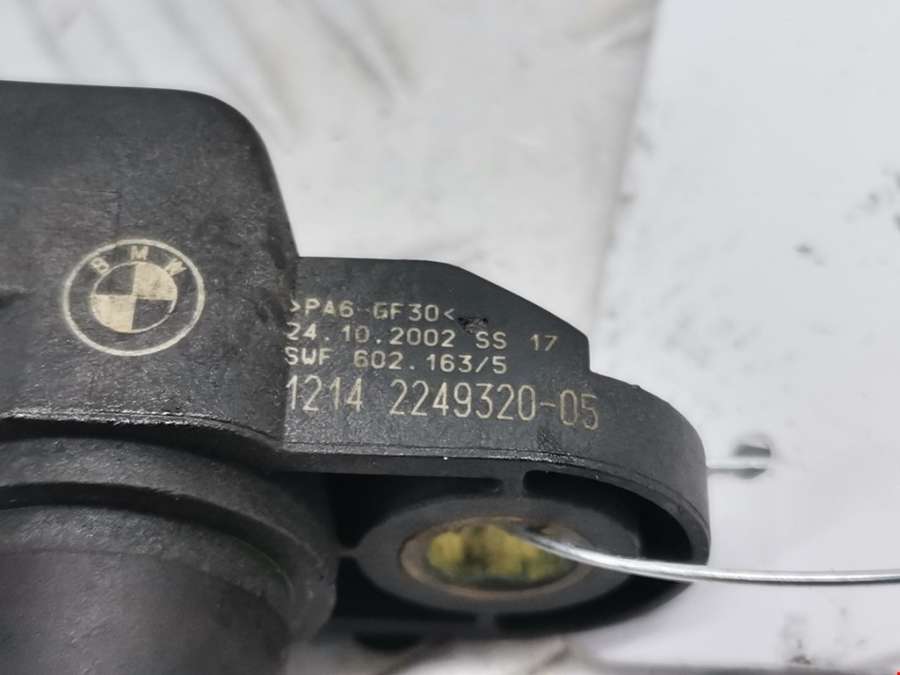 BMW
>PA6-GF30<
24.10.2002 SS 17
SWF 602.163/5
1214 2249320-05